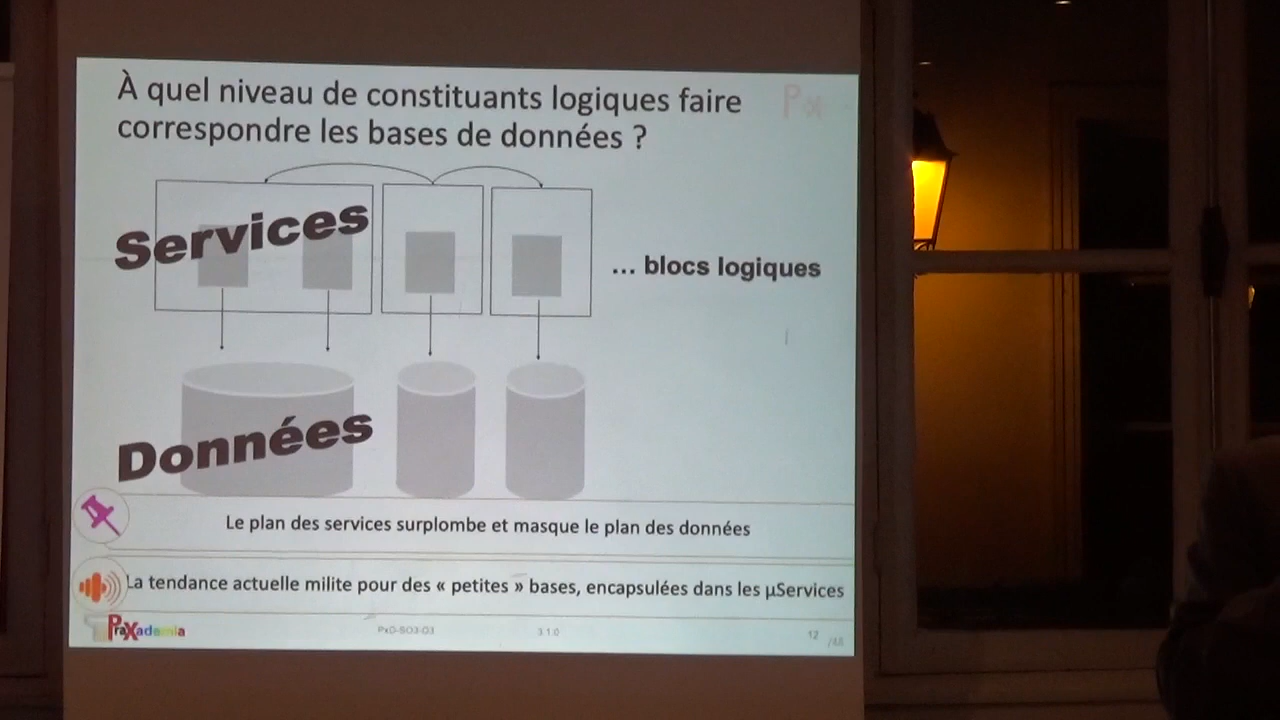 À quel niveau de constituants logiques faire
correspondre les bases de données ?
Px
Services
... blocs logiques
Données
Le plan des services surplombe et masque le plan des données
La tendance actuelle milite pour des « petites » bases, encapsulées dans les µServices
PraXademia
3.1.0
12